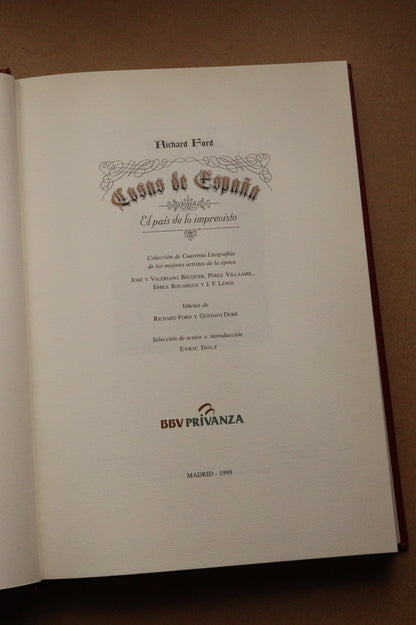 Richard Ford
Cosas de España
El país de lo imprevisto
Colección de Cuarenta Litografías
de los mejores artistas de la época
JOSÉ Y VALERIANO BÉCQUER, PÉREZ VILLAAMIL,
EMILE ROUARGUE Y J. F. LEWIS
Viñetas de
RICHARD FORD Y GUSTAVO DORÉ
Selección de textos e introducción
ENRIC DOLZ
BBV PRIVANZA
MADRID - 1999